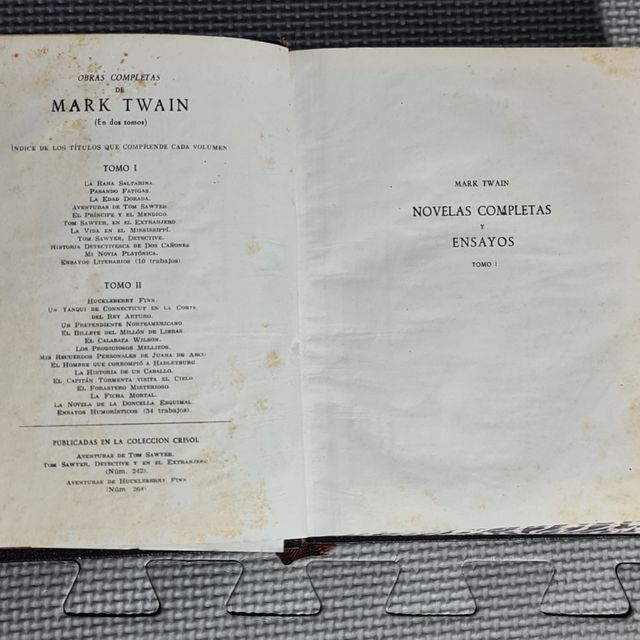 OBRAS COMPLETAS
DE
MARK TWAIN
(En dos tomos)
INDICE DE LOS TÍTULOS QUE COMPRENDE CADA VOLUMEN
TOMO I
LA RANA SALTARINA.
PASANDO FATIGAS.
LA EDAD DORADA.
AVENTURAS DE TOM SAWYER
EL PRÍNCIPE Y EL MENDIGO.
TOM SAWYER, EN EL EXTRANJERO
LA VIDA EN EL MISSISSIPPÍ.
TOM SAWYER, DETECTIVE.
HISTORIA DETECTIVESCA DE DOS CAÑONES
MI NOVIA PLATÓNICA.
ENSAYOS LITERARIOS (10 trabajos).
TOMO II
HUCKLEBERRY FINN.
UN YANQUI DE CONNECTICUT EN LA CORTE
DEL REY ARTURO.
UN PRETENDIENTE NORTEAMERICANO
EL BILLETE DEL MILLÓN DE LIBRAS.
EL CALABAZA WILSON.
LOS PRODIGIOSOS MELLIZOS.
MIS RECUERDOS PERSONALES DE JUANA DE ARCO
EL HOMBRE QUE CORROMPIÓ A HADLEYBURG
LA HISTORIA DE UN CABALLO.
EL CAPITÁN TORMENTA VISITA EL CIELO
EL FORASTERO MISTERIOSO.
LA FICHA MORTAL.
LA NOVELA DE LA DONCELLA ESQUIMAL
ENSAYOS HUMORÍSTICOS (34 trabajos).
PUBLICADAS EN LA COLECCION CRISOL
AVENTURAS DE TOM SAWYER.
TOM SAWYER, DETECTIVE Y EN EL EXTRANJERO
(Núm. 242).
AVENTURAS DE HUCKLEBERRY FINN
(Núm 264)
MARK TWAIN
NOVELAS COMPLETAS
Y
ENSAYOS
TOMO I